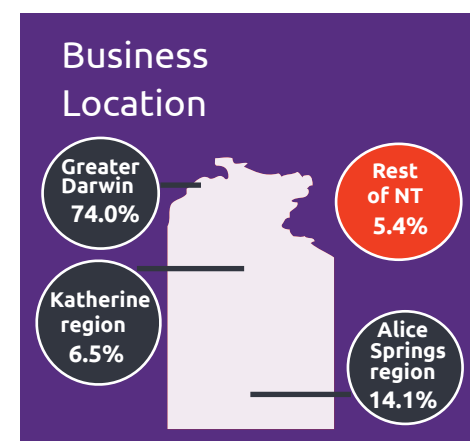 Business
Location
Greater
Darwin
74.0%
Rest
of NT
5.4%
Katherine
region
6.5%
Alice
Springs
region
14.1%